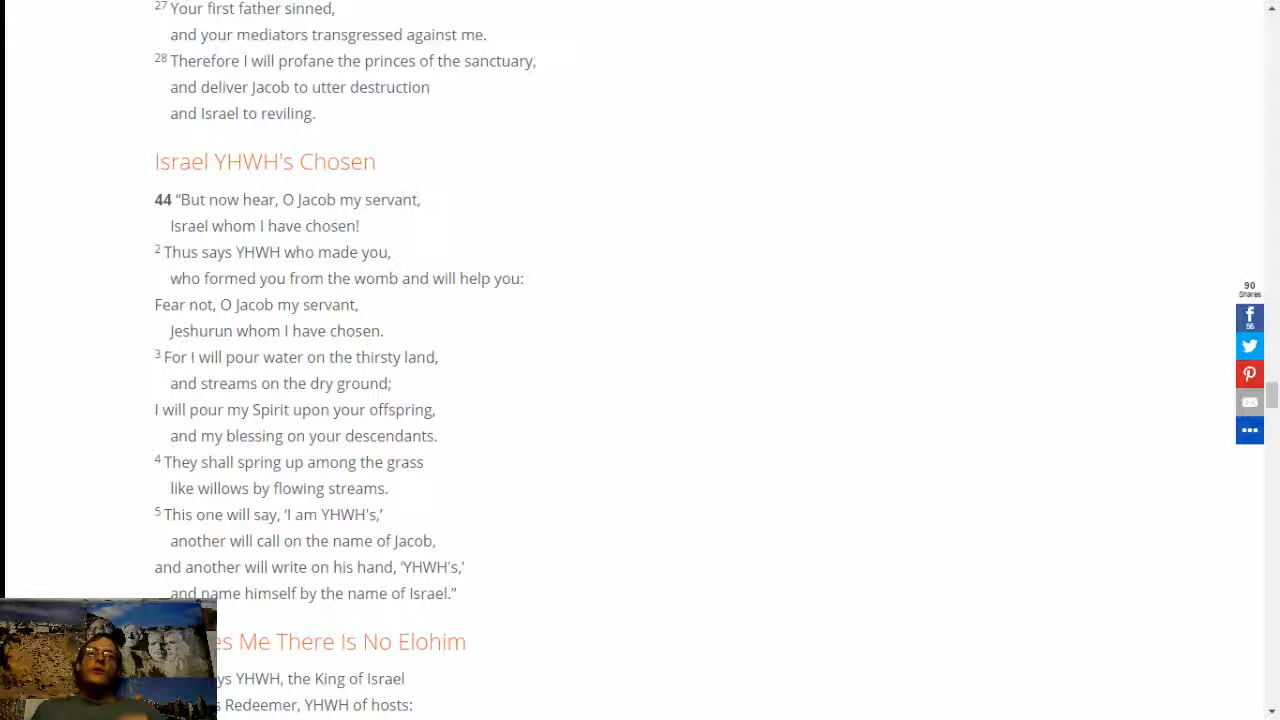 27 Your first father sinned,
and your mediators transgressed against me.
28 Therefore I will profane the princes of the sanctuary,
and deliver Jacob to utter destruction
and Israel to reviling.
Israel YHWH's Chosen
44 “But now hear, O Jacob my servant,
Israel whom I have chosen!
2 Thus says YHWH who made you,
who formed you from the womb and will help you:
Fear not, O Jacob my servant,
Jeshurun whom I have chosen.
3 For I will pour water on the thirsty land,
and streams on the dry ground;
I will pour my Spirit upon your offspring,
and my blessing on your descendants.
4 They shall spring up among the grass
like willows by flowing streams.
5 This one will say, ‘I am YHWH's,’
another will call on the name of Jacob,
and another will write on his hand, ‘YHWH's,’
and name himself by the name of Israel.”
es Me There Is No Elohim
ys YHWH, the King of Israel
s Redeemer, YHWH of hosts:
90
Shares
56